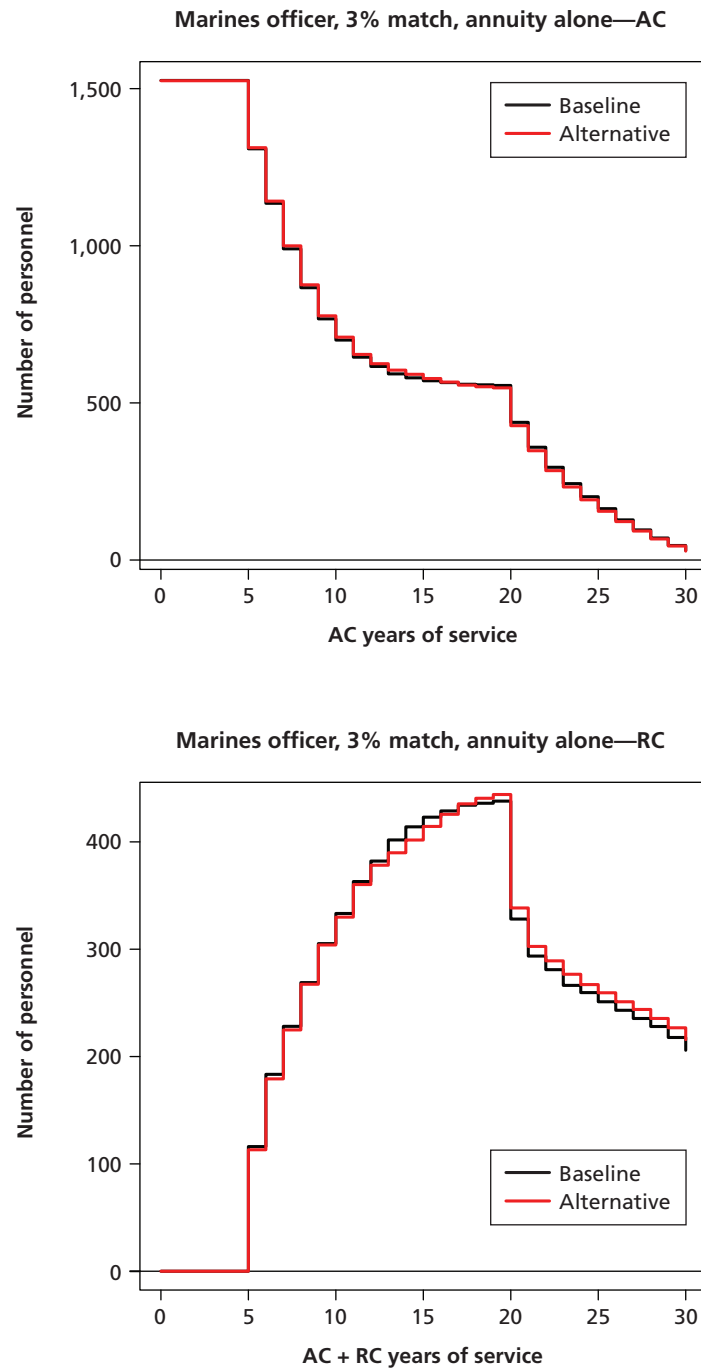 Marines officer, 3% match, annuity alone—AC
1,500
1,000
500
0
Number of personnel
Baseline
Alternative
0 5 10 15 20 25 30
AC years of service
Marines officer, 3% match, annuity alone—RC
400
300
200
100
0
Number of personnel
Baseline
Alternative
0 5 10 15 20 25 30
AC + RC years of service